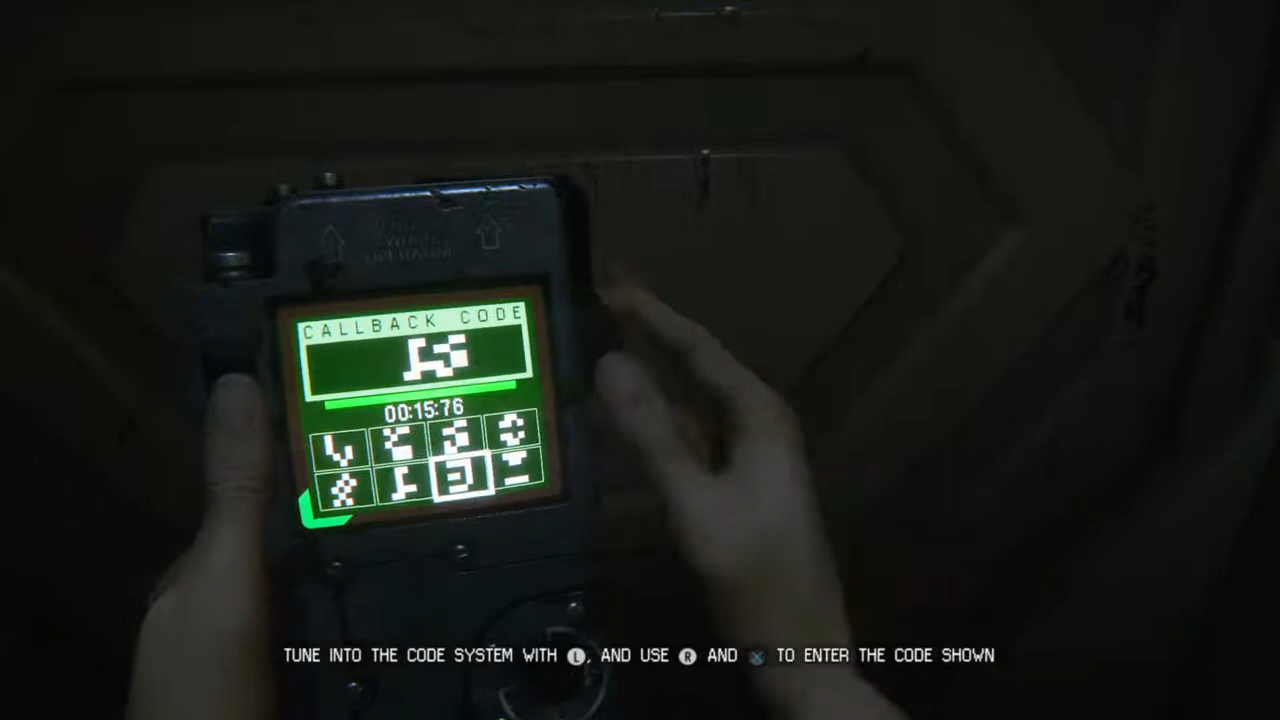 CALLBACK CODE
00:15:76
TUNE INTO THE CODE SYSTEM WITH L, AND USE R AND X TO ENTER THE CODE SHOWN